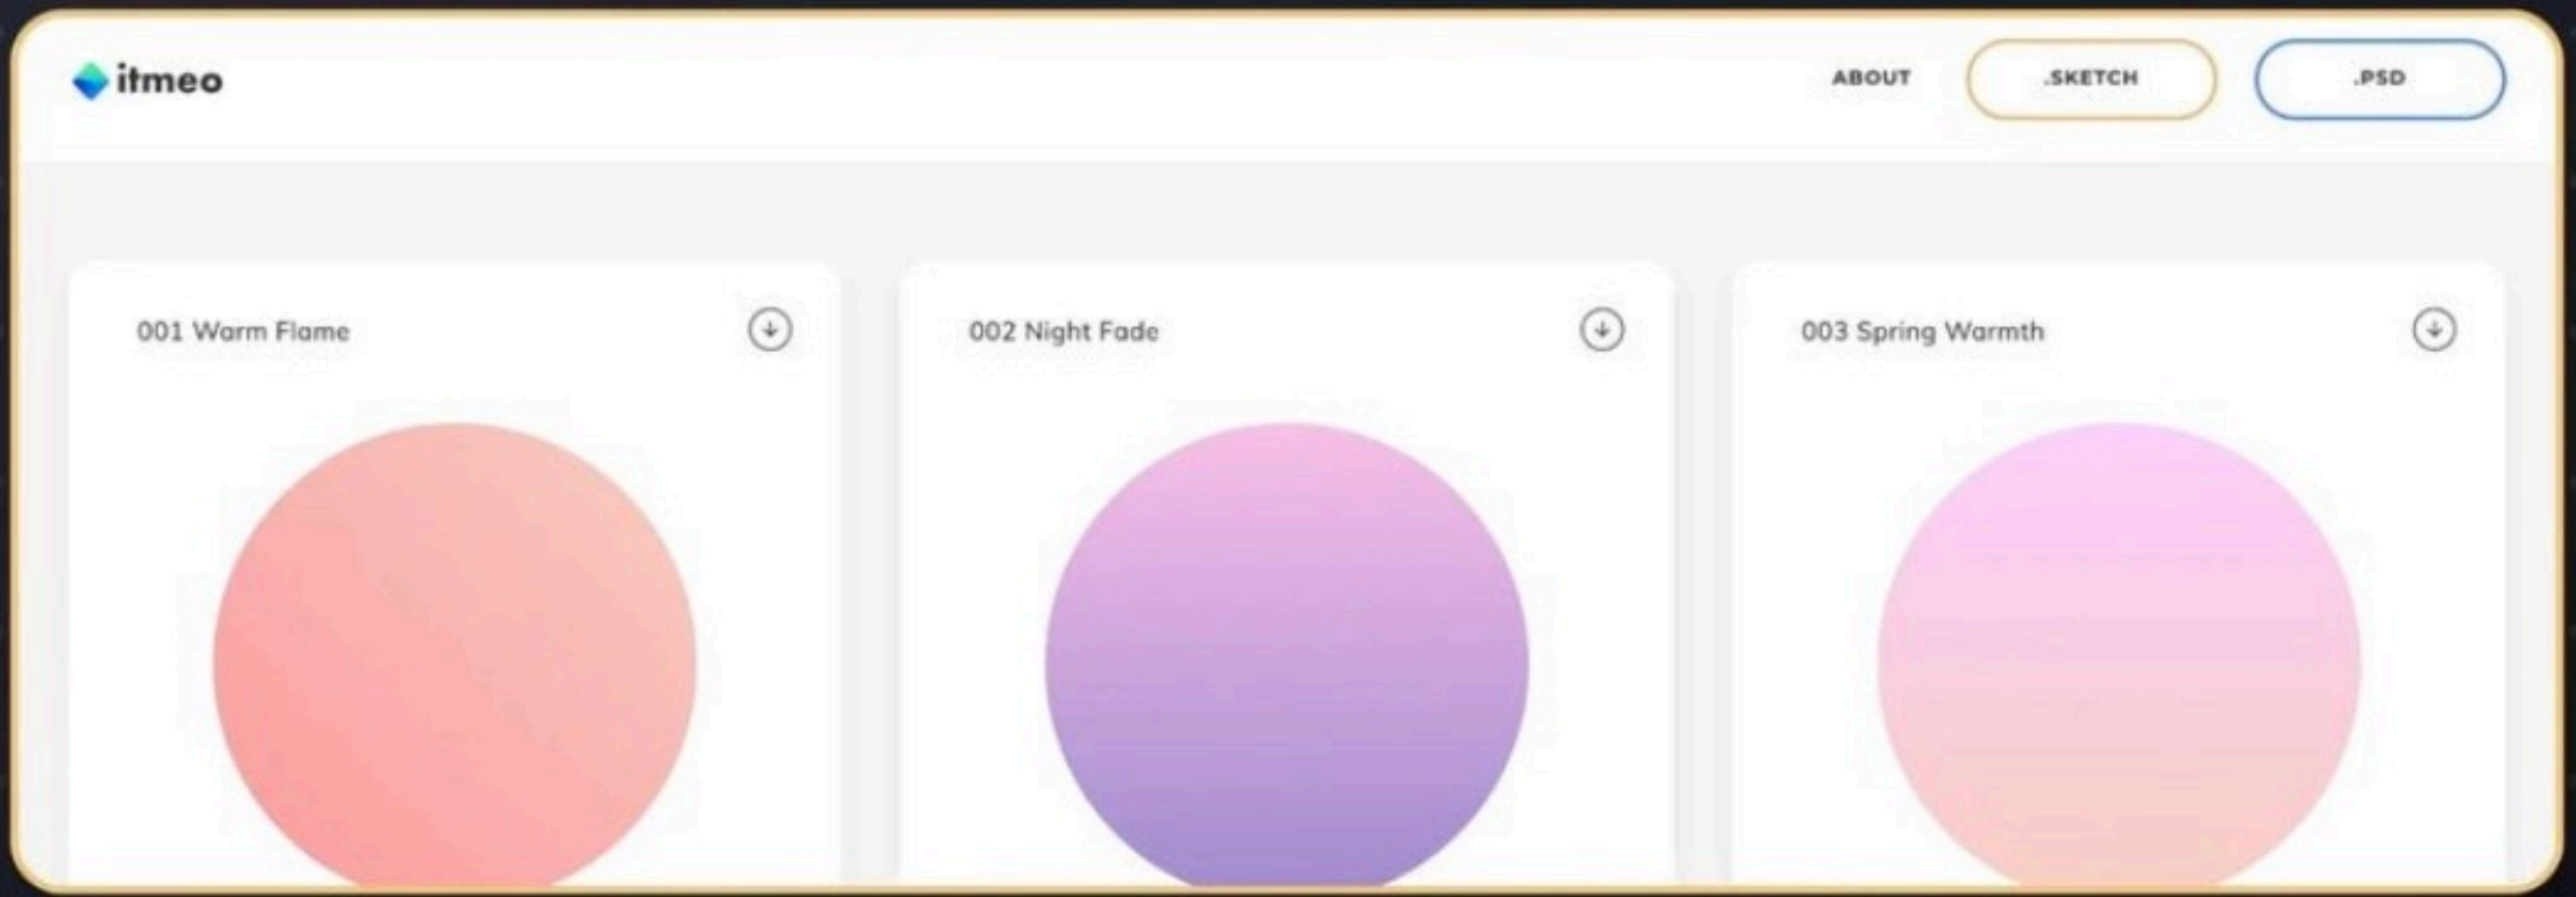 itmeo
ABOUT
.SKETCH
.PSD
001 Warm Flame
002 Night Fade
003 Spring Warmth